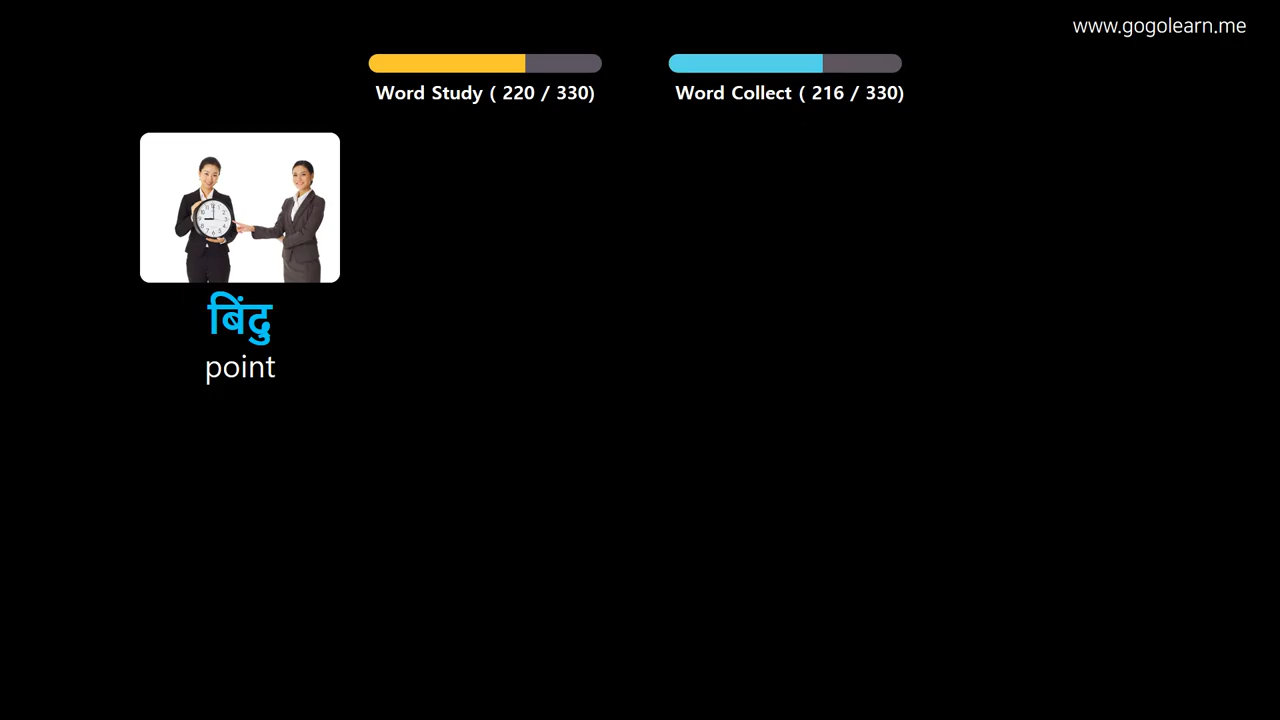 www.gogolearn.me
Word Study ( 220 / 330)
Word Collect ( 216 / 330)
बिंदु
point